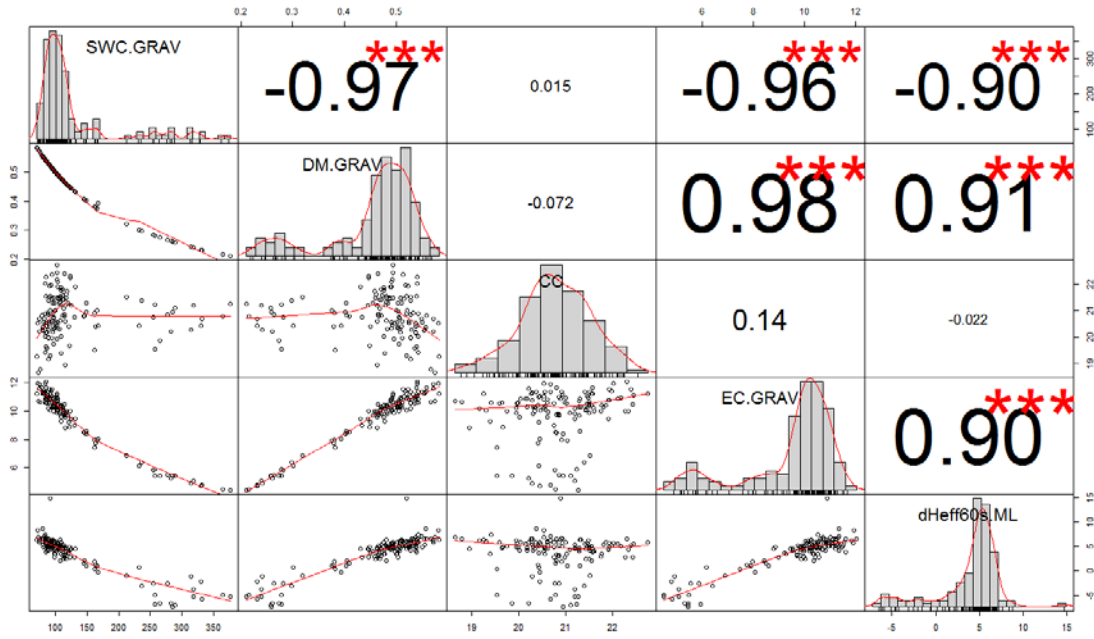 0.2 0.3 0.4 0.5
6 8 10 12
SWC.GRAV
-0.97 ***
0.015
-0.96 ***
-0.90 ***
100 200 300
0.2 0.3 0.4 0.5
DM.GRAV
-0.072
0.98 ***
0.91 ***
CC
0.14
-0.022
19 20 21 22
6 8 10 12
EC.GRAV
0.90 ***
dHeff60s.ML
-5 0 5 10 15
100 150 200 250 300 350
19 20 21 22
-5 0 5 10 15